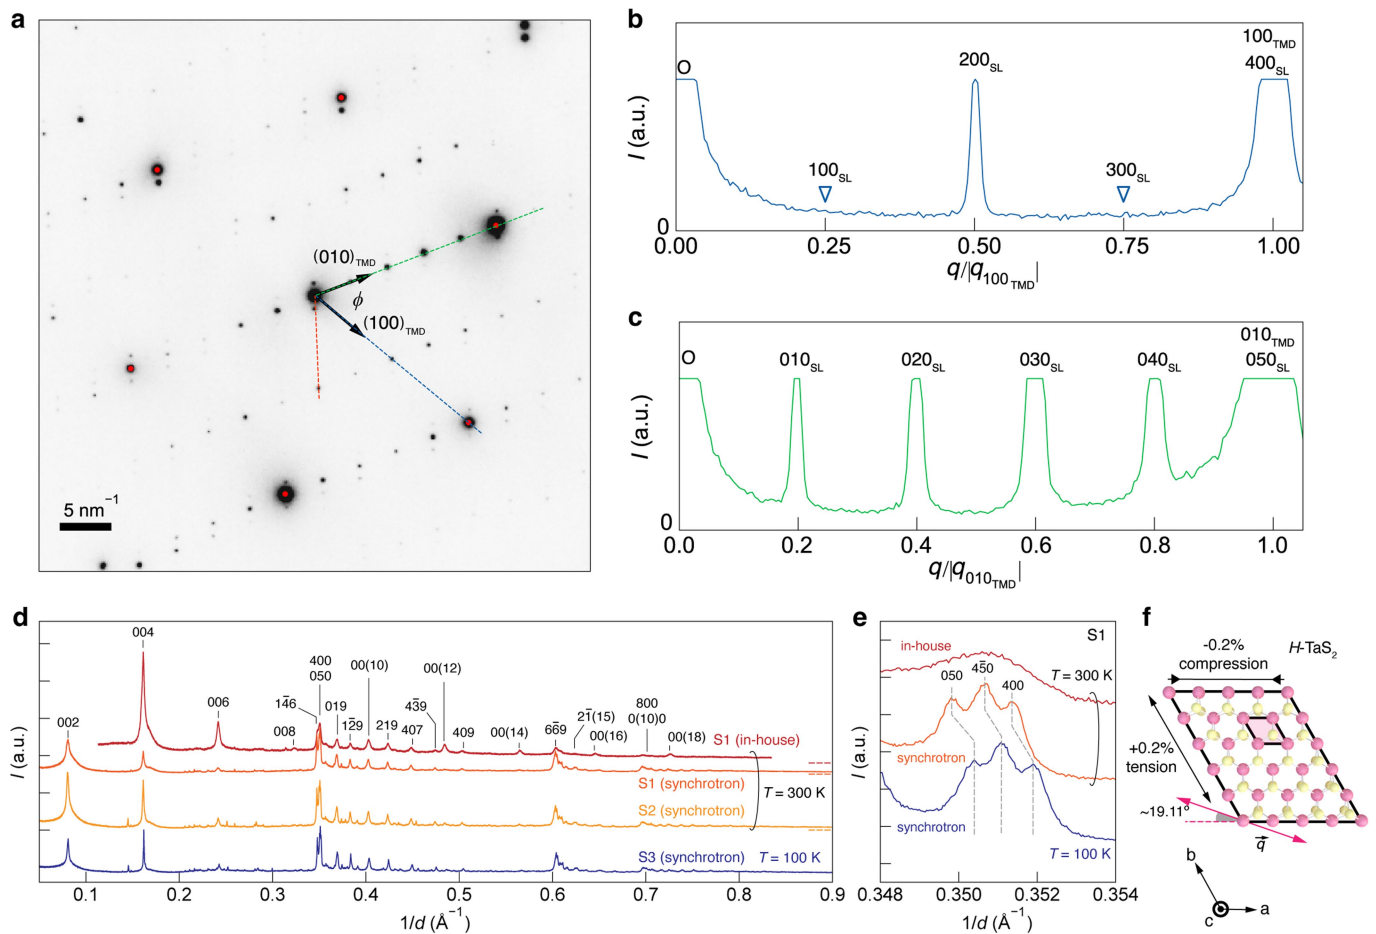 a
(010)TMD
ϕ
(100)TMD
5 nm⁻¹
b
I (a.u.)
O
100SL
200SL
300SL
100TMD
400SL
0
0.00
0.25
0.50
0.75
1.00
q/|q100TMD|
c
I (a.u.)
O
010SL
020SL
030SL
040SL
010TMD
050SL
0
0.0
0.2
0.4
0.6
0.8
1.0
q/|q010TMD|
d
I (a.u.)
002
004
006
008
14̄6
400
050
019
12̄9
00(10)
219
407
43̄9
00(12)
409
00(14)
66̄9
21̄(15)
00(16)
800
0(10)0
00(18)
S1 (in-house)
S1 (synchrotron)
S2 (synchrotron)
T = 300 K
S3 (synchrotron)
T = 100 K
0.1
0.2
0.3
0.4
0.5
0.6
0.7
0.8
0.9
1/d (Å⁻¹)
e
I (a.u.)
S1
in-house
T = 300 K
050
45̄0
400
synchrotron
synchrotron
T = 100 K
0.348
0.350
0.352
0.354
1/d (Å⁻¹)
f
-0.2%
compression
H-TaS₂
+0.2%
tension
~19.11°
q⃗
b
c
a